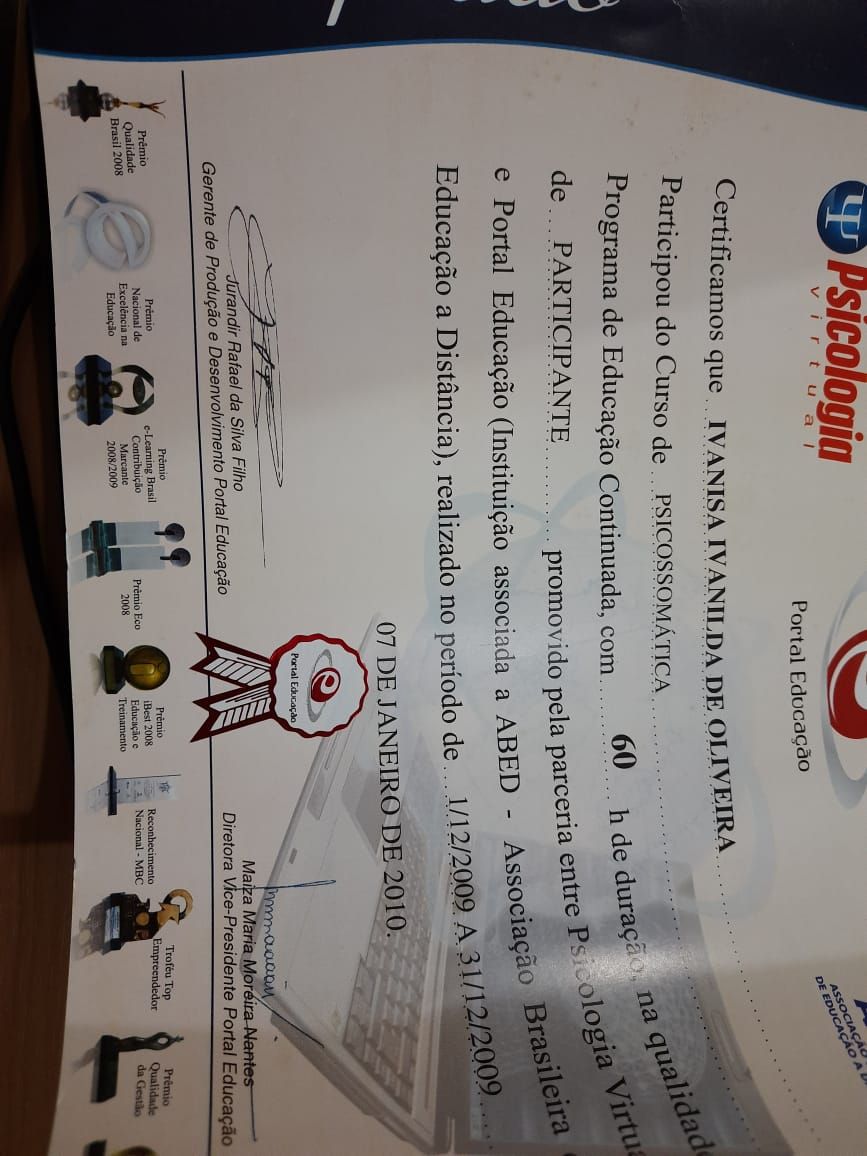 Psicologia
virtual
Portal Educação
ASSOCIAÇÃO
DE EDUCAÇÃO A
Certificamos que IVANISA IVANILDA DE OLIVEIRA
Participou do Curso de PSICOSSOMÁTICA
Programa de Educação Continuada, com 60 h de duração, na qualidade
de PARTICIPANTE promovido pela parceria entre Psicologia Virtua
e Portal Educação (Instituição associada a ABED - Associação Brasileira
Educação a Distância), realizado no período de 1/12/2009 A 31/12/2009
07 DE JANEIRO DE 2010.
Portal Educação
Jurandir Rafael da Silva Filho
Gerente de Produção e Desenvolvimento Portal Educação
Maiza Maria Moreira Nantes
Diretora Vice-Presidente Portal Educação
Prêmio
Qualidade
Brasil 2008
Prêmio
Nacional de
Excelência na
Educação
Prêmio
e-Learning Brasil
Contribuição
Marcante
2008/2009
Prêmio Eco
2008
Prêmio
iBest 2008
Educação e
Treinamento
Reconhecimento
Nacional - MBC
Troféu Top
Empreendedor
Prêmio
Qualidade
da Gestão